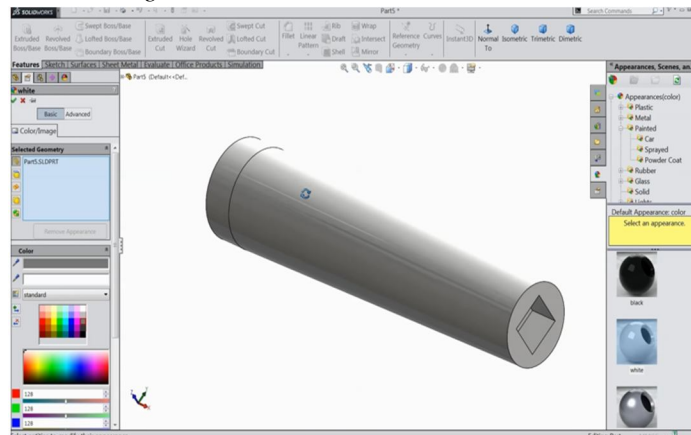 SOLIDWORKS
Part5 *
Search Commands
Extruded Boss/Base
Revolved Boss/Base
Swept Boss/Base
Lofted Boss/Base
Boundary Boss/Base
Extruded Cut
Hole Wizard
Revolved Cut
Swept Cut
Lofted Cut
Boundary Cut
Fillet
Linear Pattern
Rib
Draft
Shell
Wrap
Intersect
Mirror
Reference Geometry
Curves
Instant3D
Normal To
Isometric
Trimetric
Dimetric
Features Sketch Surfaces Sheet Metal Evaluate Office Products Simulation
Part5 (Default<<Def...
white
Basic Advanced
Color/Image
Selected Geometry
Part5.SLDPRT
Remove Appearance
Color
standard
128
128
128
Appearances, Scenes, an
Appearances(color)
Plastic
Metal
Painted
Car
Sprayed
Powder Coat
Rubber
Glass
Solid
Lights
Default Appearance: color
Select an appearance.
black
white